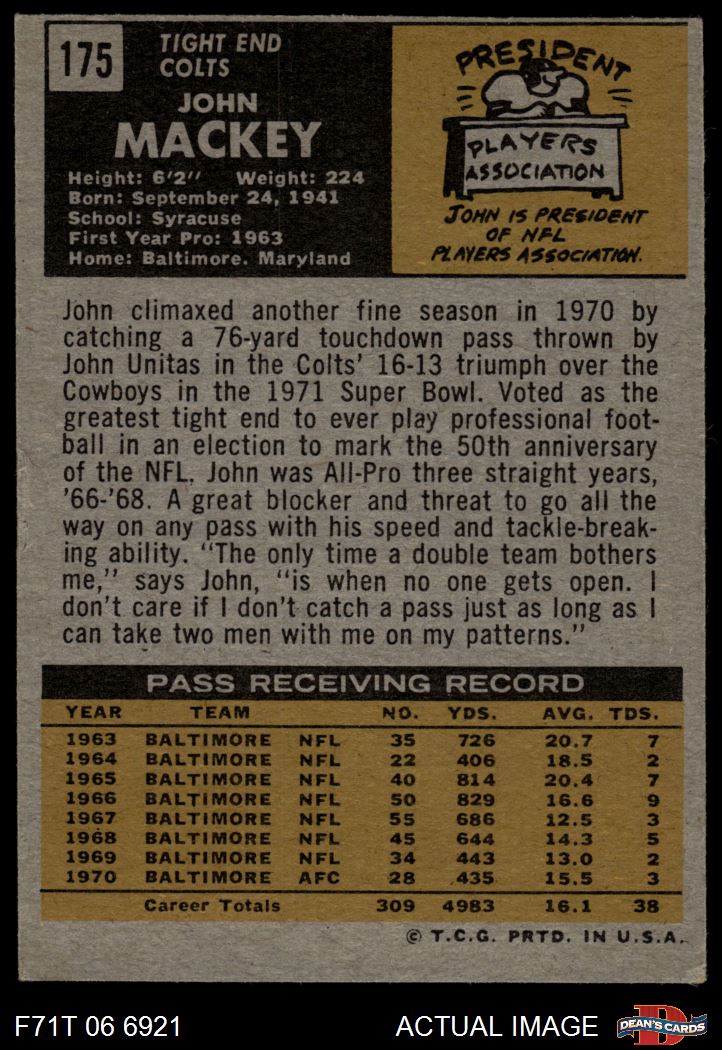 175
TIGHT END
COLTS
JOHN
MACKEY
Height: 6'2" Weight: 224
Born: September 24, 1941
School: Syracuse
First Year Pro: 1963
Home: Baltimore. Maryland
PRESIDENT
PLAYERS
ASSOCIATION
JOHN IS PRESIDENT
OF NFL
PLAYERS ASSOCIATION.
John climaxed another fine season in 1970 by
catching a 76-yard touchdown pass thrown by
John Unitas in the Colts' 16-13 triumph over the
Cowboys in the 1971 Super Bowl. Voted as the
greatest tight end to ever play professional foot-
ball in an election to mark the 50th anniversary
of the NFL. John was All-Pro three straight years,
'66-'68. A great blocker and threat to go all the
way on any pass with his speed and tackle-break-
ing ability. "The only time a double team bothers
me," says John, "is when no one gets open. I
don't care if I don't catch a pass just as long as I
can take two men with me on my patterns."
PASS RECEIVING RECORD
YEAR TEAM NO. YDS. AVG. TDS.
1963 BALTIMORE NFL 35 726 20.7 7
1964 BALTIMORE NFL 22 406 18.5 2
1965 BALTIMORE NFL 40 814 20.4 7
1966 BALTIMORE NFL 50 829 16.6 9
1967 BALTIMORE NFL 55 686 12.5 3
1968 BALTIMORE NFL 45 644 14.3 5
1969 BALTIMORE NFL 34 443 13.0 2
1970 BALTIMORE AFC 28 435 15.5 3
Career Totals 309 4983 16.1 38
© T.C.G. PRTD. IN U.S.A.
F71T 06 6921 ACTUAL IMAGE
D
DEAN'S CARDS